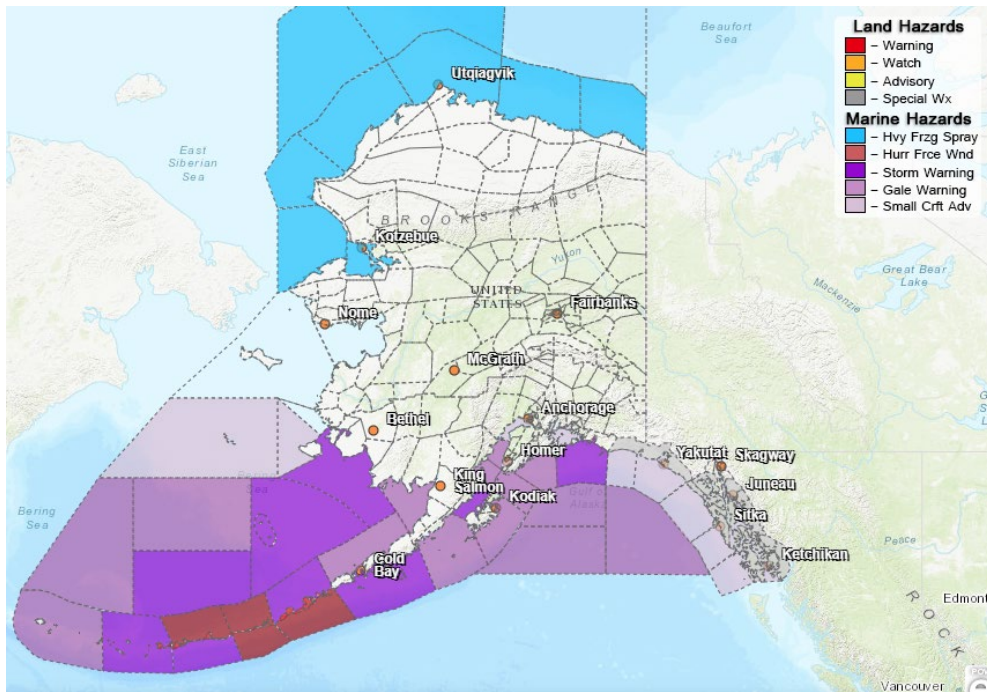 Land Hazards
– Warning
– Watch
– Advisory
– Special Wx
Marine Hazards
– Hvy Frzg Spray
– Hurr Frce Wnd
– Storm Warning
– Gale Warning
– Small Crft Adv
Beaufort
Sea
Utqiagvik
East
Siberian
Sea
BROOKS RANGE
Kotzebue
Yukon
UNITED
STATES
Great Bear
Lake
Mackenzie
Nome
Fairbanks
McGrath
Anchorage
Bethel
Homer
Yakutat
Skagway
King
Salmon
Juneau
Kodiak
Gulf of
Alaska
Sitka
Bering
Sea
Peace
Ketchikan
Gold
Bay
Edmont
ROCK
Vancouver